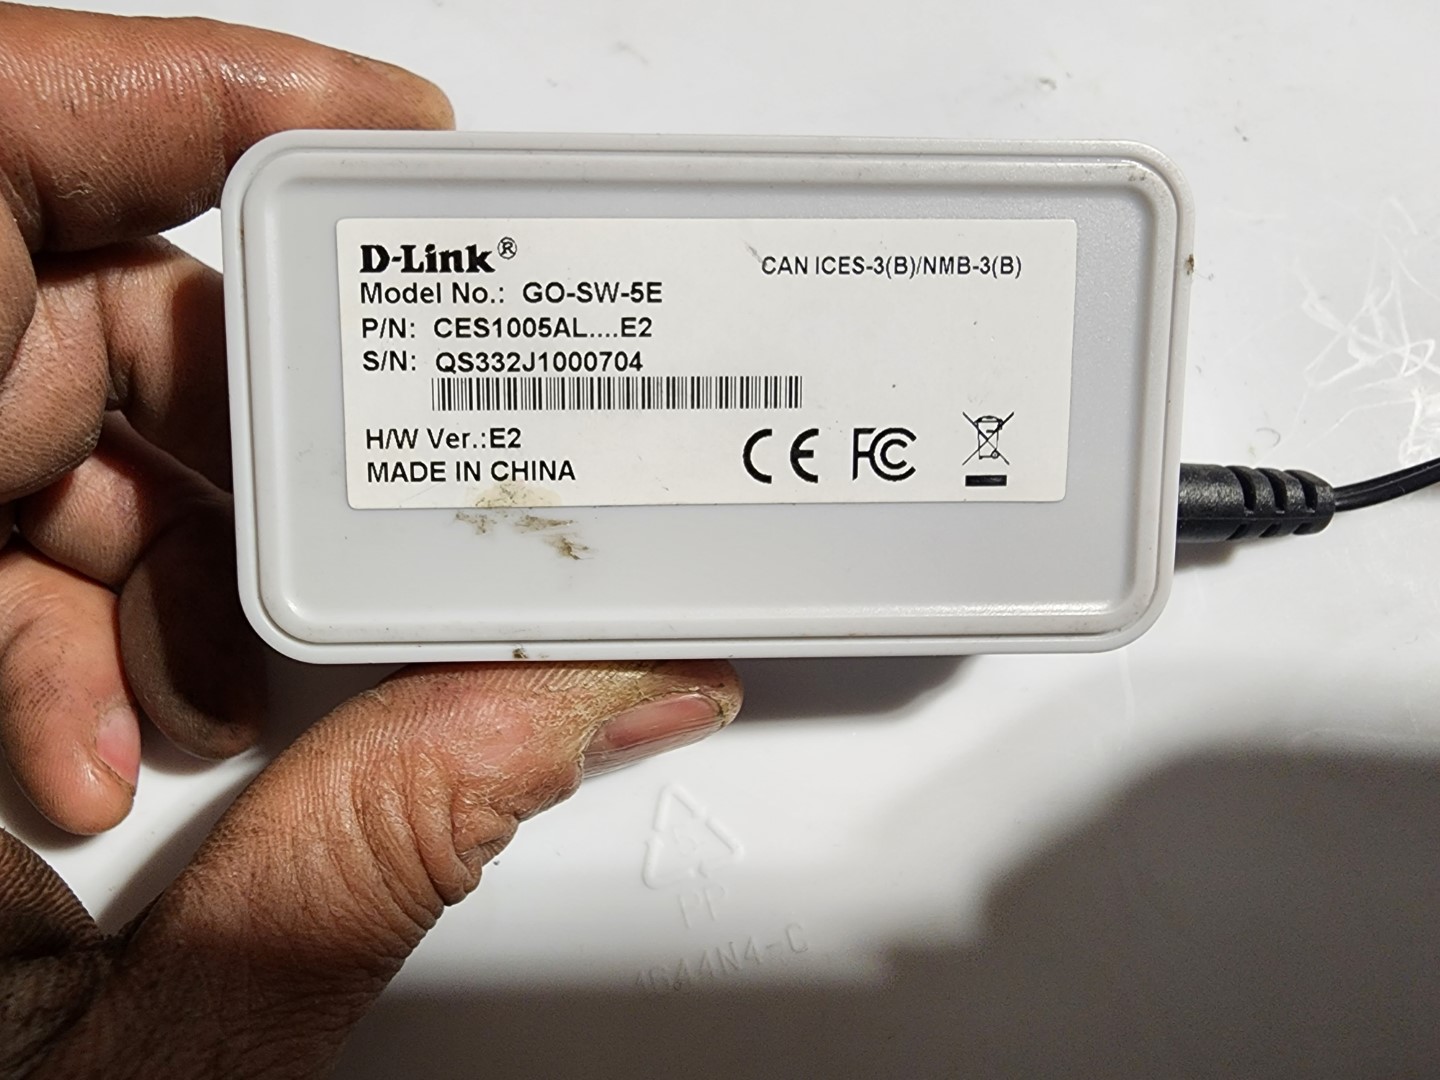 D-Link®
CAN ICES-3(B)/NMB-3(B)
Model No.: GO-SW-5E
P/N: CES1005AL....E2
S/N: QS332J1000704
H/W Ver.:E2
MADE IN CHINA
CE FC
PP